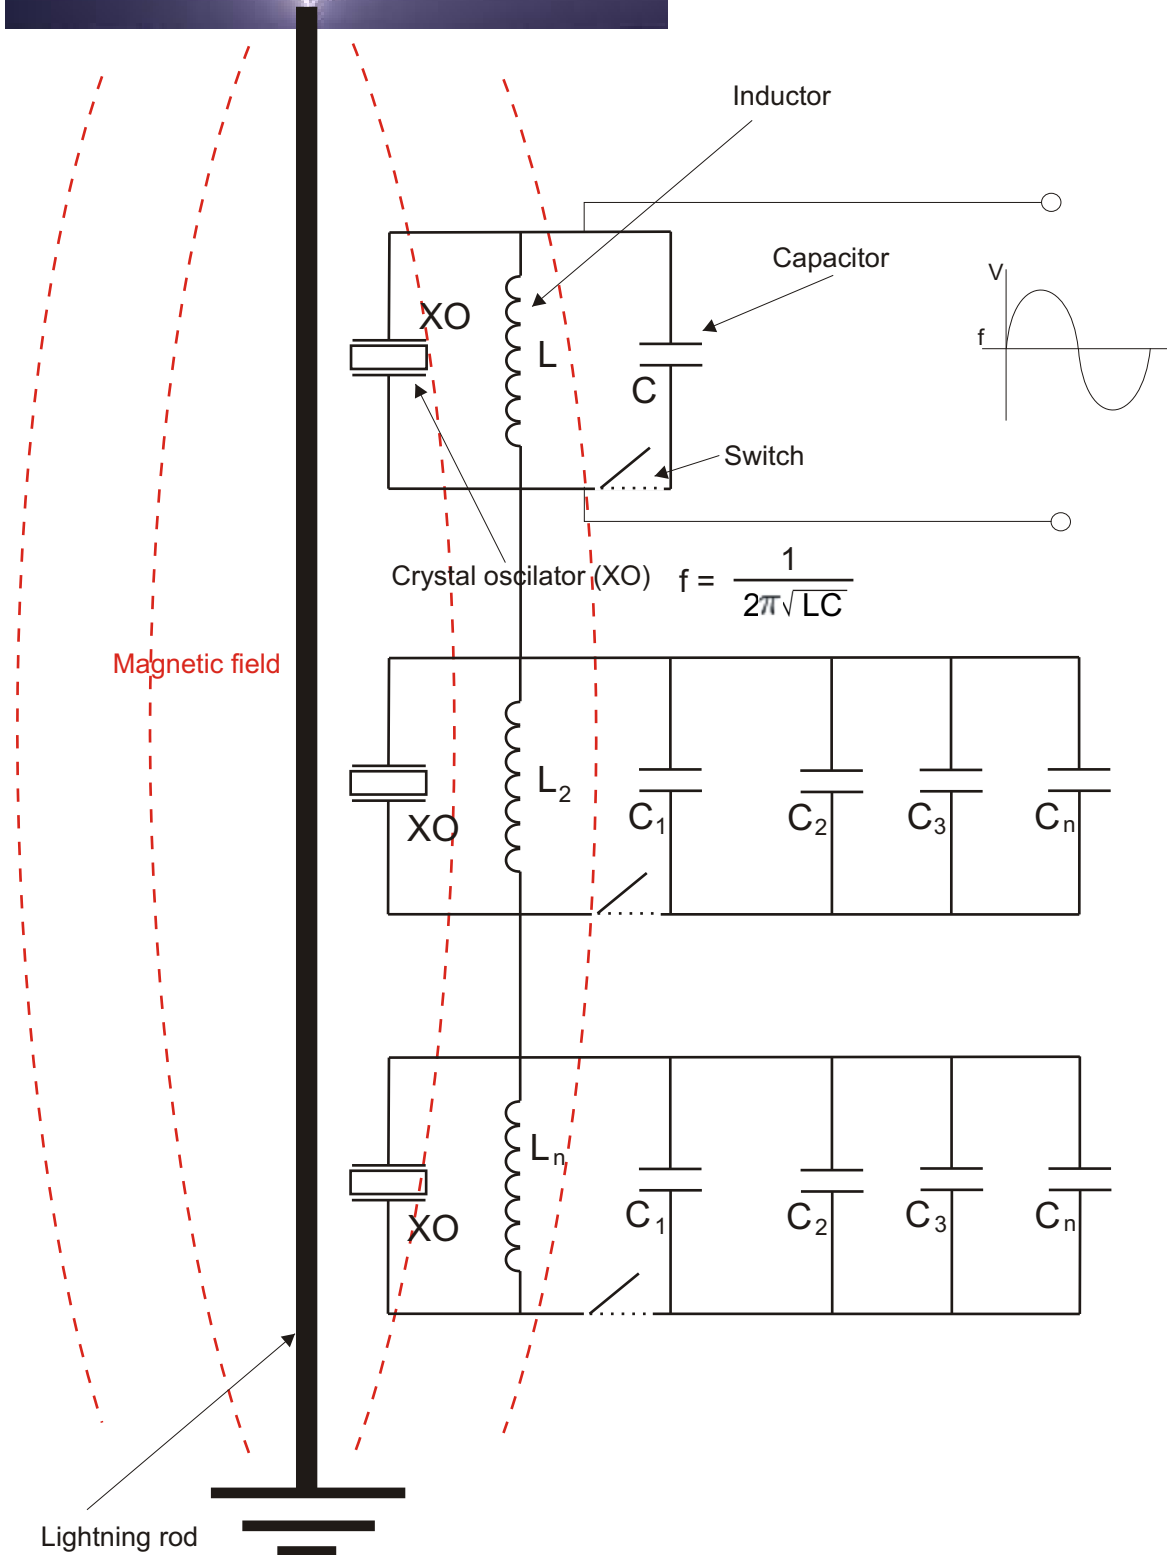 Inductor
Capacitor
V
XO
f
L
C
Switch
Crystal oscilator (XO)
f = 1 / 2π√LC
Magnetic field
L2
C1
C2
C3
Cn
XO
Ln
C1
C2
C3
Cn
XO
Lightning rod